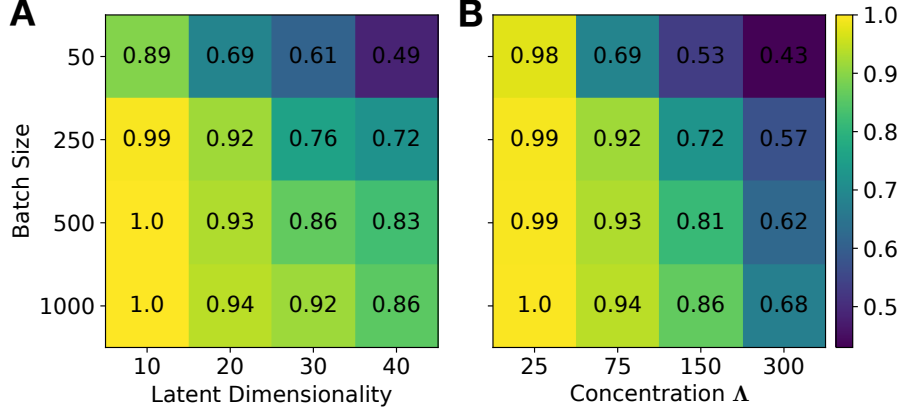 A
B
50 0.89 0.69 0.61 0.49
250 0.99 0.92 0.76 0.72
500 1.0 0.93 0.86 0.83
1000 1.0 0.94 0.92 0.86
10 20 30 40
Latent Dimensionality
Batch Size
0.98 0.69 0.53 0.43
0.99 0.92 0.72 0.57
0.99 0.93 0.81 0.62
1.0 0.94 0.86 0.68
25 75 150 300
Concentration Λ
1.0
0.9
0.8
0.7
0.6
0.5